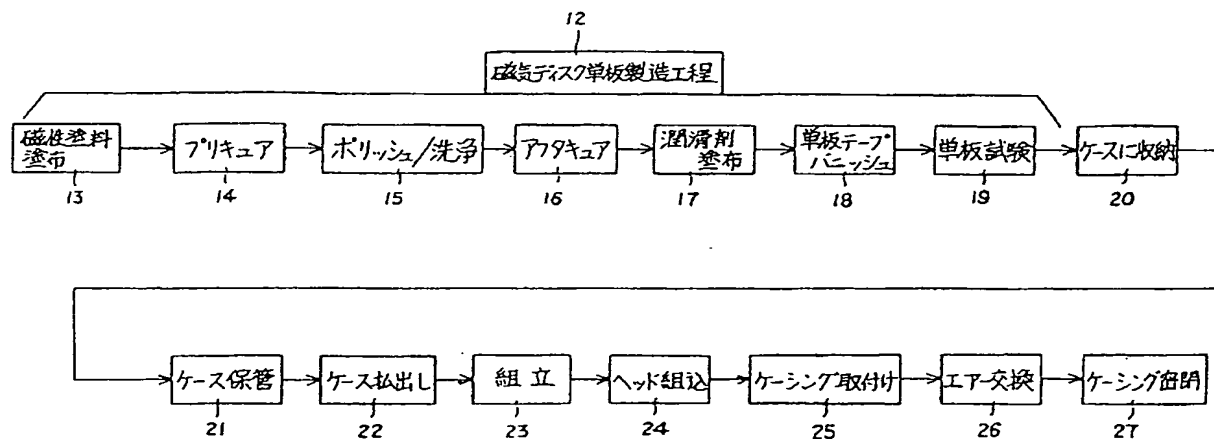 12
磁気ディスク単板製造工程
磁性塗料
塗布
プリキュア
ポリッシュ/洗浄
アフタキュア
潤滑剤
塗布
単板テープ
バニッシュ
単板試験
ケースに収納
13
14
15
16
17
18
19
20
ケース保管
ケース払出し
組立
ヘッド組込
ケーシング取付け
エアー交換
ケーシング密閉
21
22
23
24
25
26
27